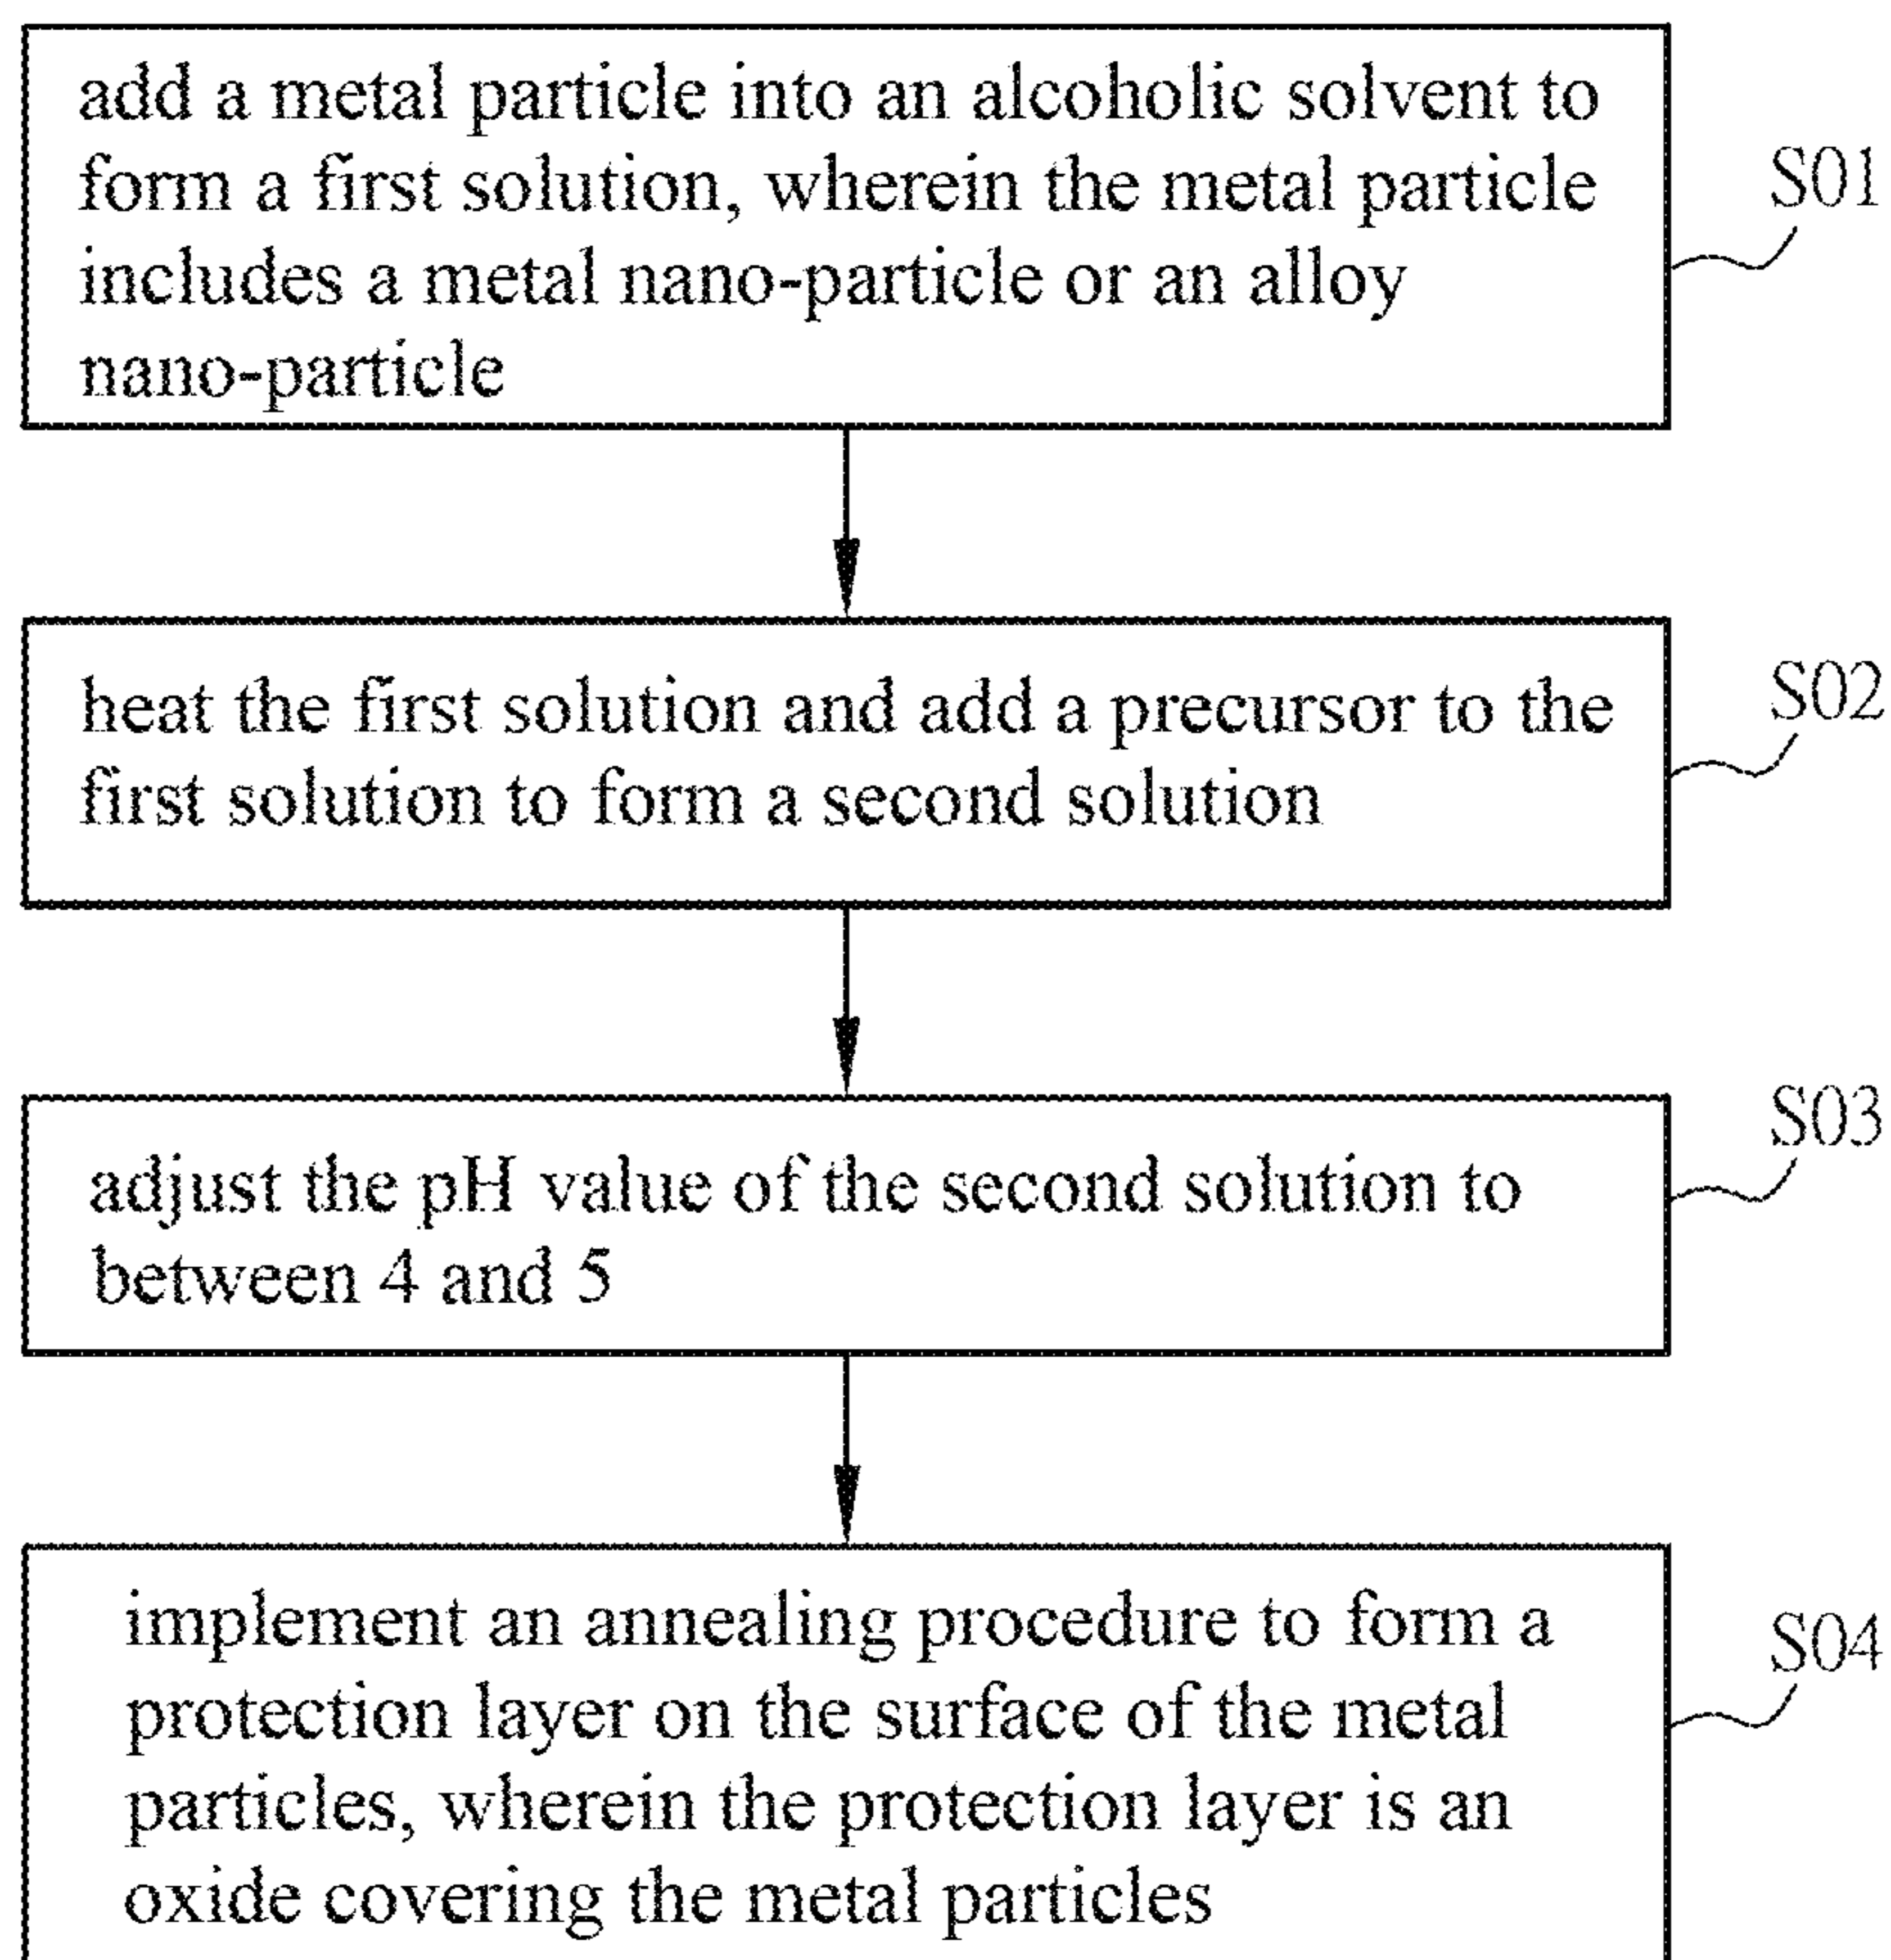 add a metal particle into an alcoholic solvent to
form a first solution, wherein the metal particle
includes a metal nano-particle or an alloy
nano-particle
S01
heat the first solution and add a precursor to the
first solution to form a second solution
S02
adjust the pH value of the second solution to
between 4 and 5
S03
implement an annealing procedure to form a
protection layer on the surface of the metal
particles, wherein the protection layer is an
oxide covering the metal particles
S04